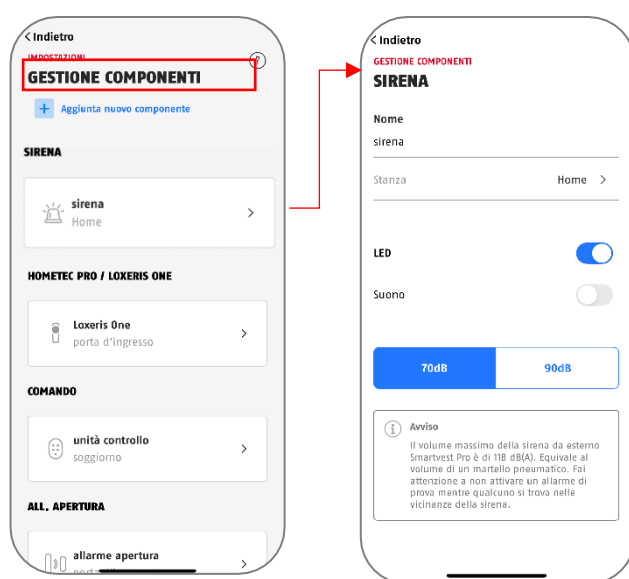 < Indietro
IMPOSTAZIONI
?
GESTIONE COMPONENTI
+ Aggiunta nuovo componente
SIRENA
sirena
Home
HOMETEC PRO / LOXERIS ONE
Loxeris One
porta d'ingresso
COMANDO
unità controllo
soggiorno
ALL. APERTURA
allarme apertura
< Indietro
GESTIONE COMPONENTI
SIRENA
Nome
sirena
Stanza Home >
LED
Suono
70dB 90dB
i Avviso
Il volume massimo della sirena da esterno
Smartvest Pro è di 118 dB(A). Equivale al
volume di un martello pneumatico. Fai
attenzione a non attivare un allarme di
prova mentre qualcuno si trova nelle
vicinanze della sirena.